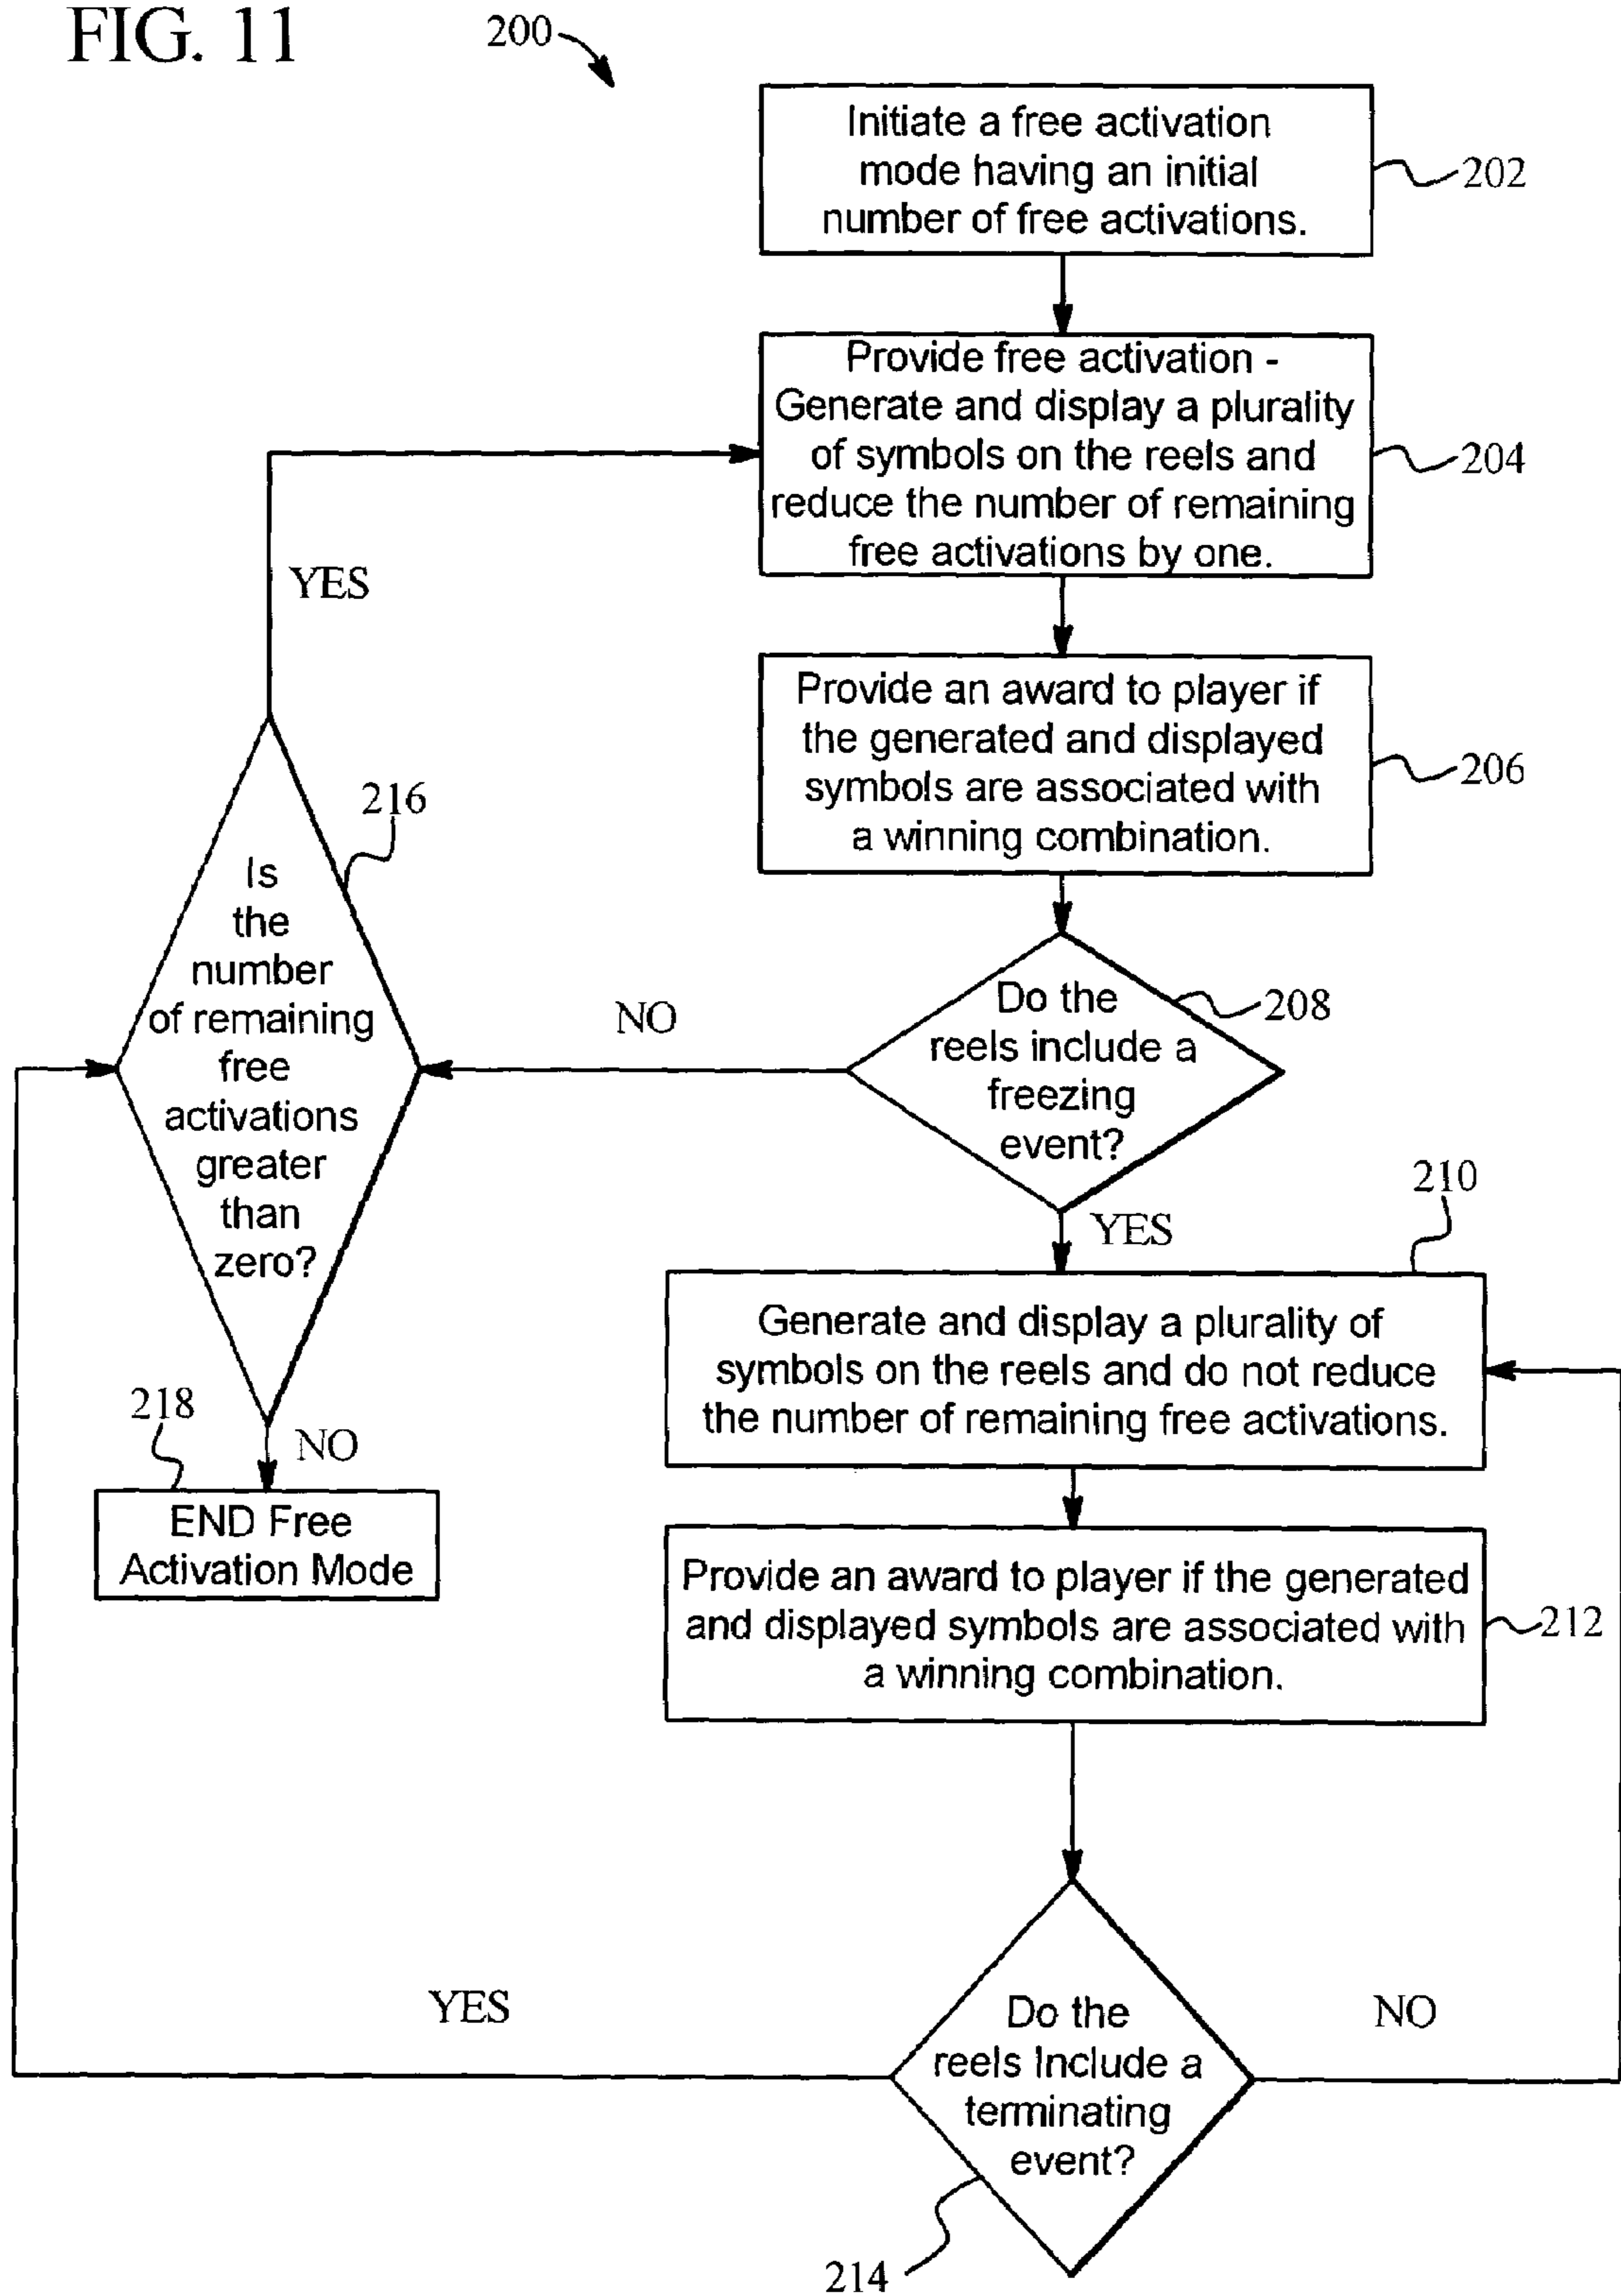 FIG. 11
200
Initiate a free activation
mode having an initial
number of free activations.
202
Provide free activation -
Generate and display a plurality
of symbols on the reels and
reduce the number of remaining
free activations by one.
204
YES
Provide an award to player if
the generated and displayed
symbols are associated with
a winning combination.
206
216
Is
the
number
of remaining
free
activations
greater
than
zero?
NO
Do the
reels include a
freezing
event?
208
YES
210
Generate and display a plurality of
symbols on the reels and do not reduce
the number of remaining free activations.
218
NO
END Free
Activation Mode
Provide an award to player if the generated
and displayed symbols are associated with
a winning combination.
212
YES
Do the
reels Include a
terminating
event?
NO
214